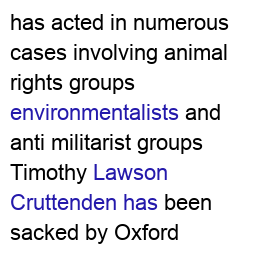 has acted in numerous
cases involving animal
rights groups
environmentalists and
anti militarist groups
Timothy Lawson
Cruttenden has been
sacked by Oxford